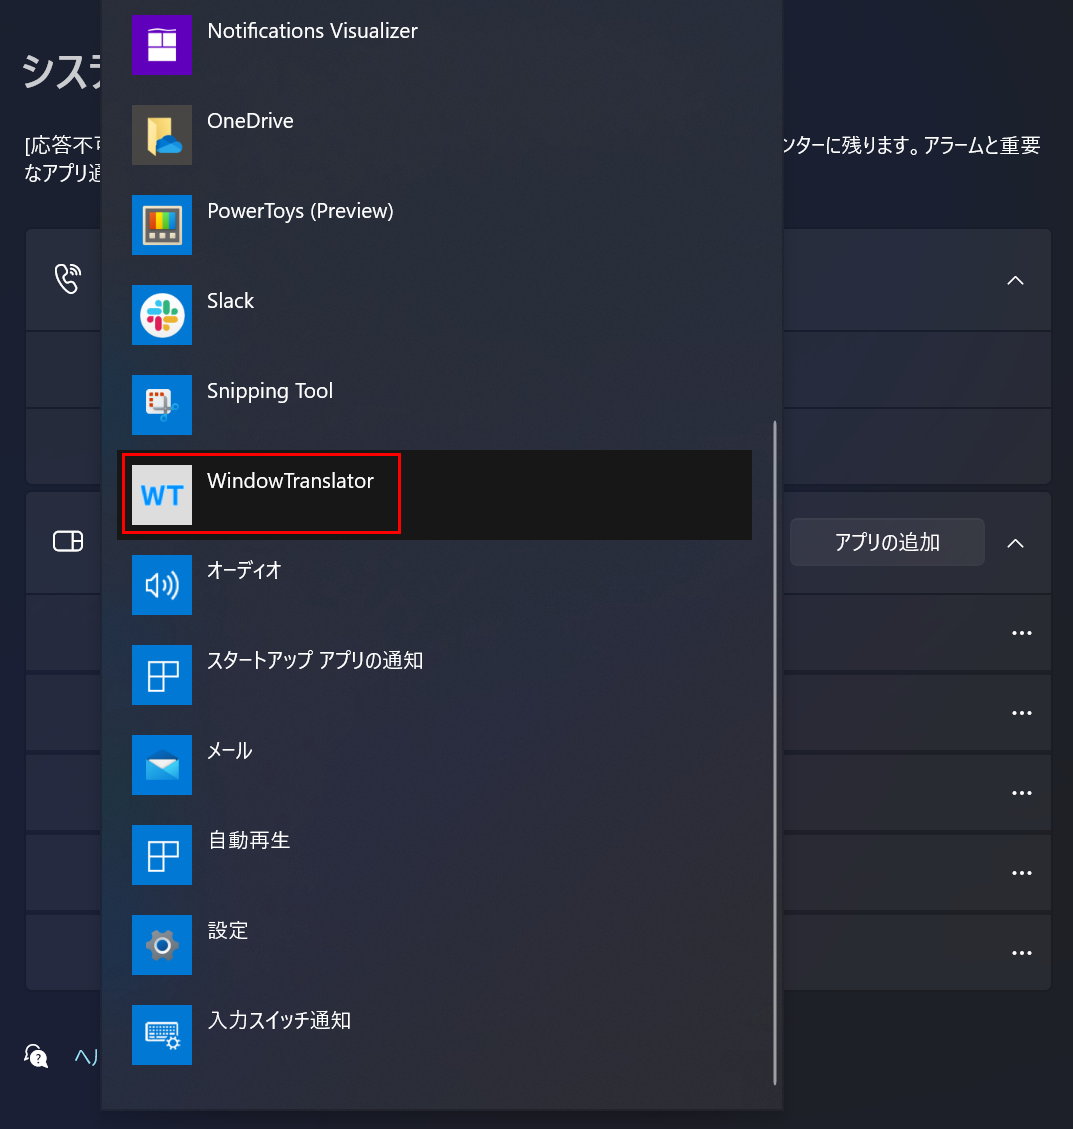 Notifications Visualizer
OneDrive
PowerToys (Preview)
Slack
Snipping Tool
WT
WindowTranslator
オーディオ
スタートアップ アプリの通知
メール
自動再生
設定
入力スイッチ通知
シス
[応答不
ンターに残ります。アラームと重要
なアプリ通
アプリの追加
ヘル